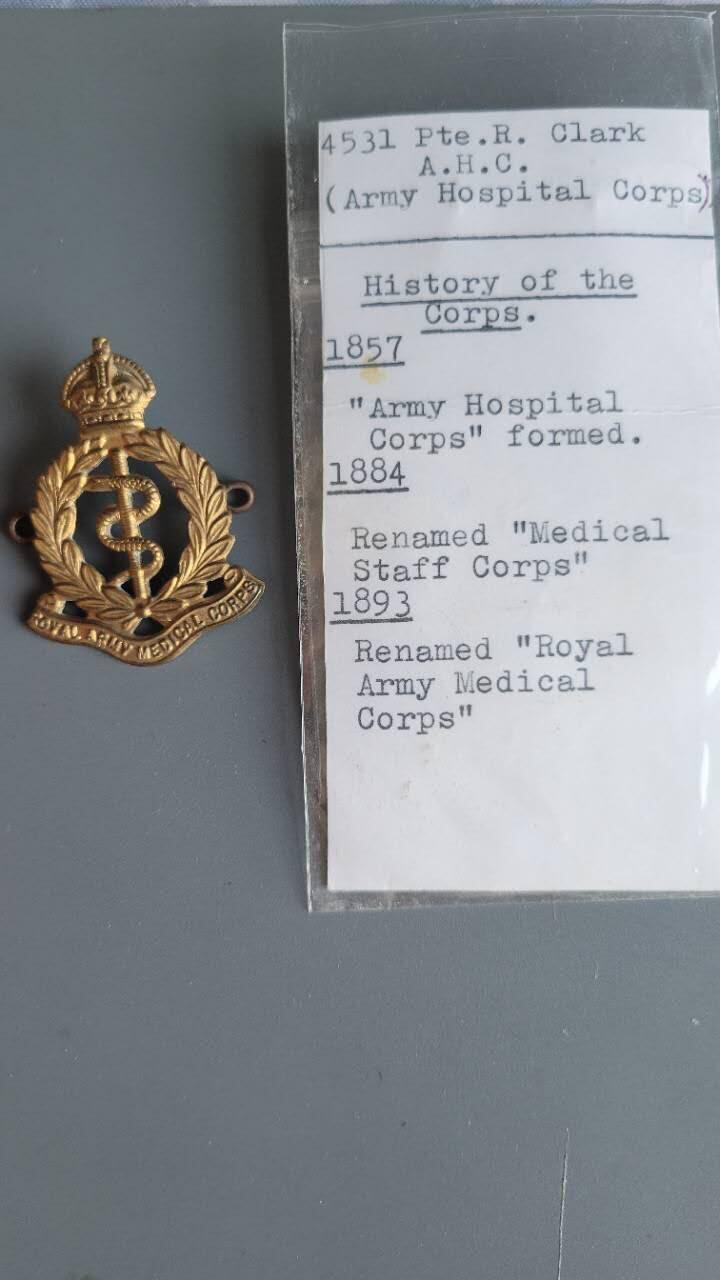 4531 Pte.R. Clark
A.H.C.
(Army Hospital Corps)
History of the
Corps.
1857
"Army Hospital
Corps" formed.
1884
Renamed "Medical
Staff Corps"
1893
Renamed "Royal
Army Medical
Corps"
ROYAL ARMY MEDICAL CORPS